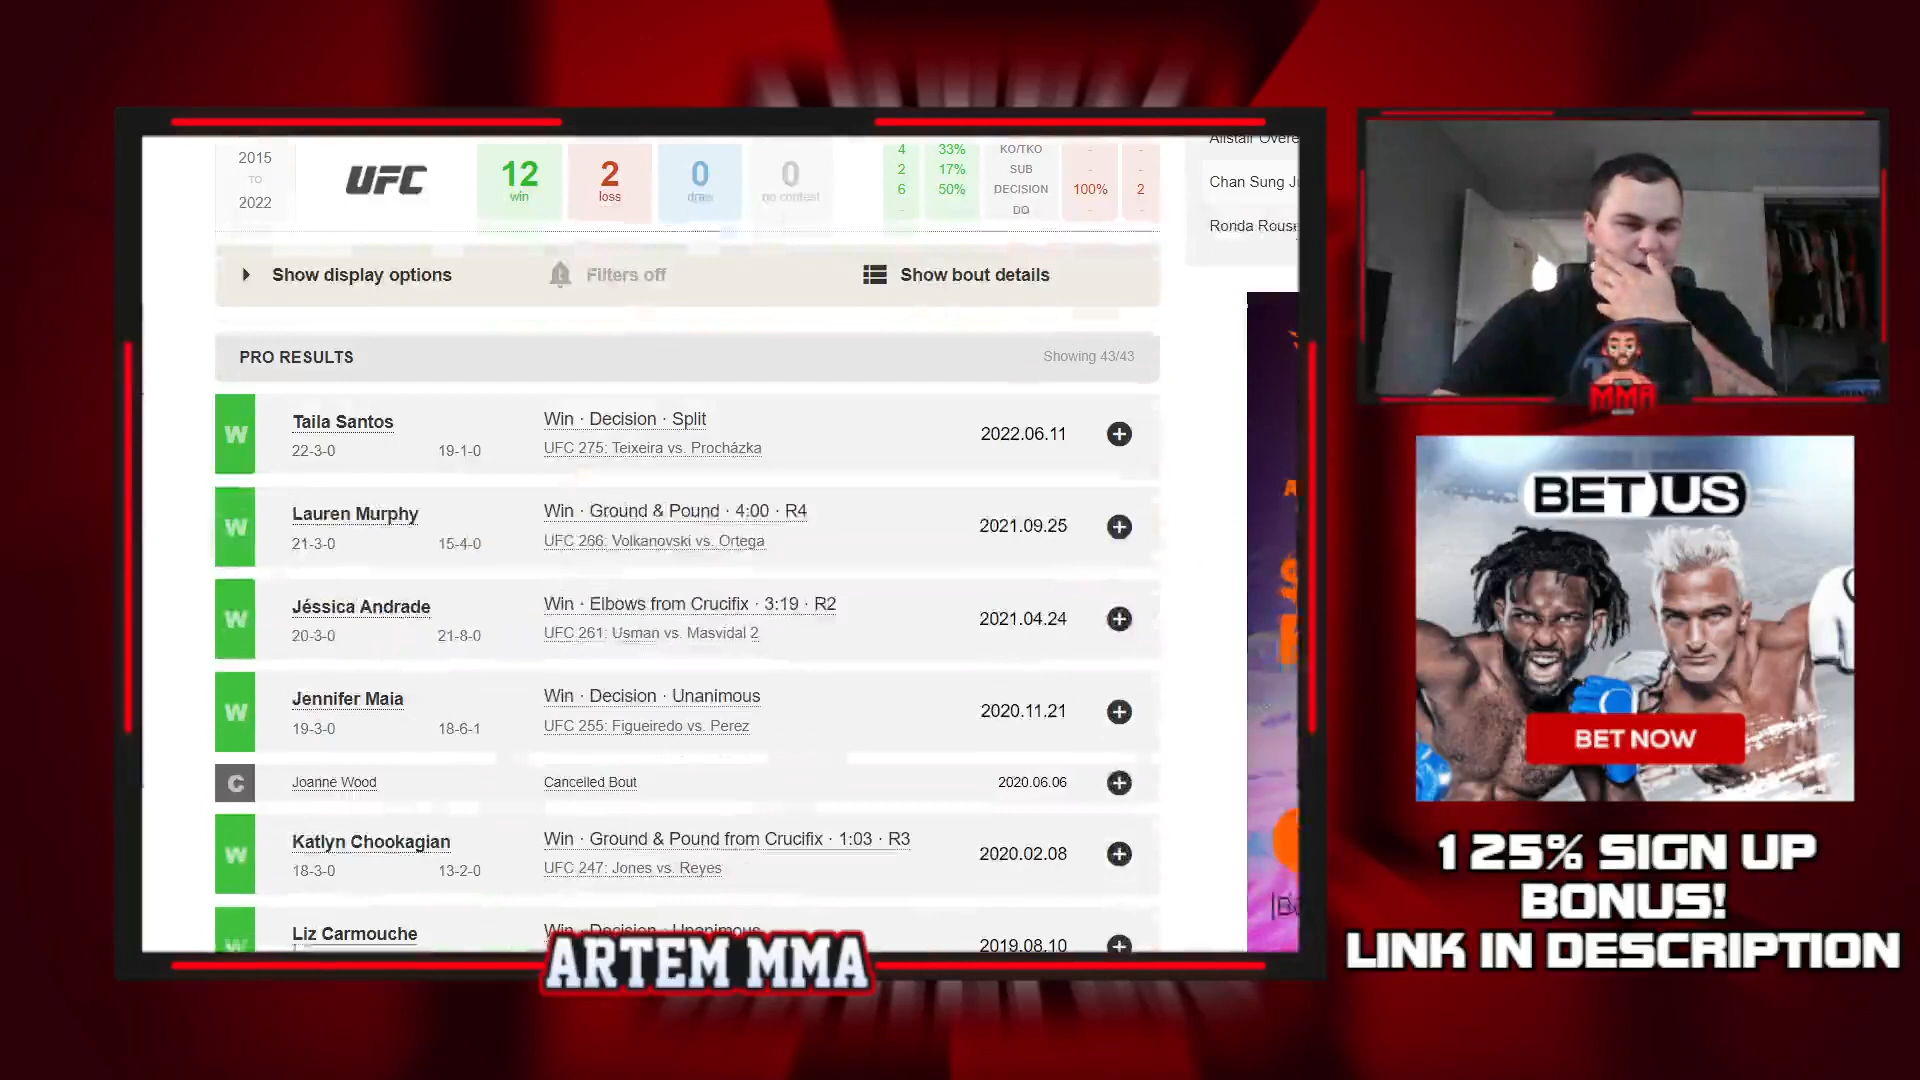 2015
TO
2022
UFC
12
win
2
loss
0
draw
0
no contest
4 33% KO/TKO - -
2 17% SUB - -
6 50% DECISION 100% 2
- DQ -
Chan Sung
Ronda
Show display options
Filters off
Show bout details
PRO RESULTS
Showing 43/43
W
Taila Santos
22-3-0 19-1-0
Win · Decision · Split
UFC 275: Teixeira vs. Procházka
2022.06.11
W
Lauren Murphy
21-3-0 15-4-0
Win · Ground & Pound · 4:00 · R4
UFC 266: Volkanovski vs. Ortega
2021.09.25
W
Jéssica Andrade
20-3-0 21-8-0
Win · Elbows from Crucifix · 3:19 · R2
UFC 261: Usman vs. Masvidal 2
2021.04.24
W
Jennifer Maia
19-3-0 18-6-1
Win · Decision · Unanimous
UFC 255: Figueiredo vs. Perez
2020.11.21
C
Joanne Wood
Cancelled Bout
2020.06.06
W
Katlyn Chookagian
18-3-0 13-2-0
Win · Ground & Pound from Crucifix · 1:03 · R3
UFC 247: Jones vs. Reyes
2020.02.08
W
Liz Carmouche
Win · Decision · Unanimous
2019.08.10
ARTEM MMA
MMA
BETUS
BET NOW
125% SIGN UP
BONUS!
LINK IN DESCRIPTION